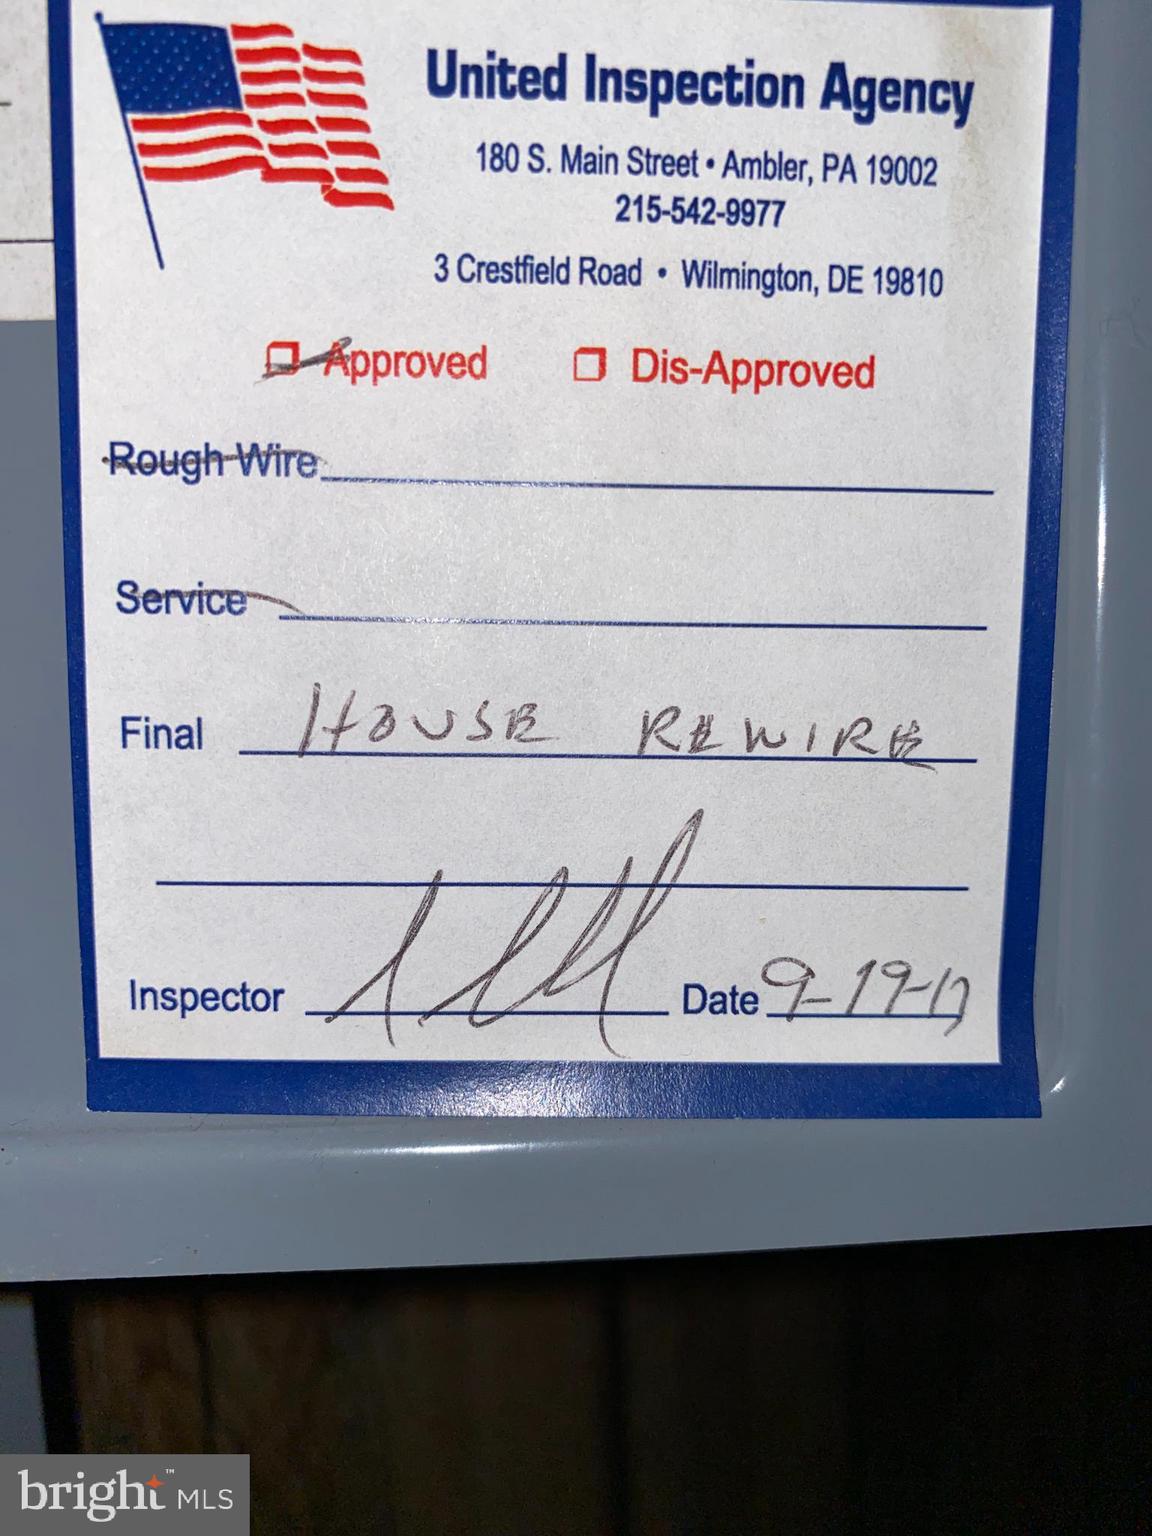 United Inspection Agency
180 S. Main Street • Ambler, PA 19002
215-542-9977
3 Crestfield Road • Wilmington, DE 19810
Approved Dis-Approved
Rough Wire
Service
Final HOUSE REWIRE
Inspector Date 9-19-17
bright™ MLS